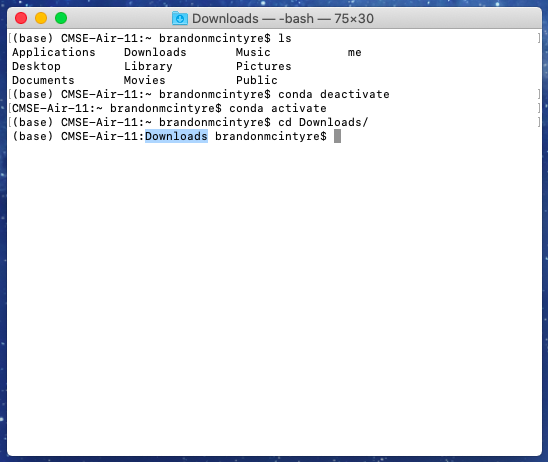 Downloads — -bash — 75×30
(base) CMSE-Air-11:~ brandonmcintyre$ ls
Applications Downloads Music me
Desktop Library Pictures
Documents Movies Public
(base) CMSE-Air-11:~ brandonmcintyre$ conda deactivate
CMSE-Air-11:~ brandonmcintyre$ conda activate
(base) CMSE-Air-11:~ brandonmcintyre$ cd Downloads/
(base) CMSE-Air-11:Downloads brandonmcintyre$